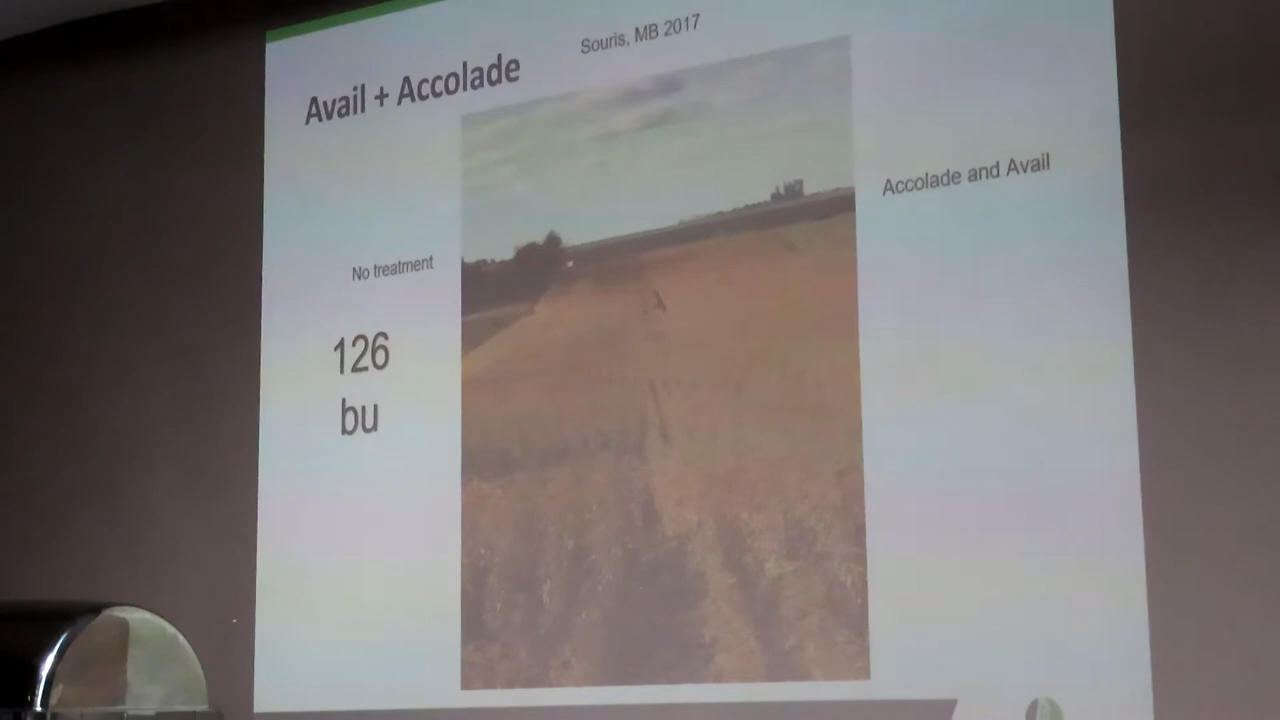 Souris, MB 2017
Avail + Accolade
Accolade and Avail
No treatment
126
bu